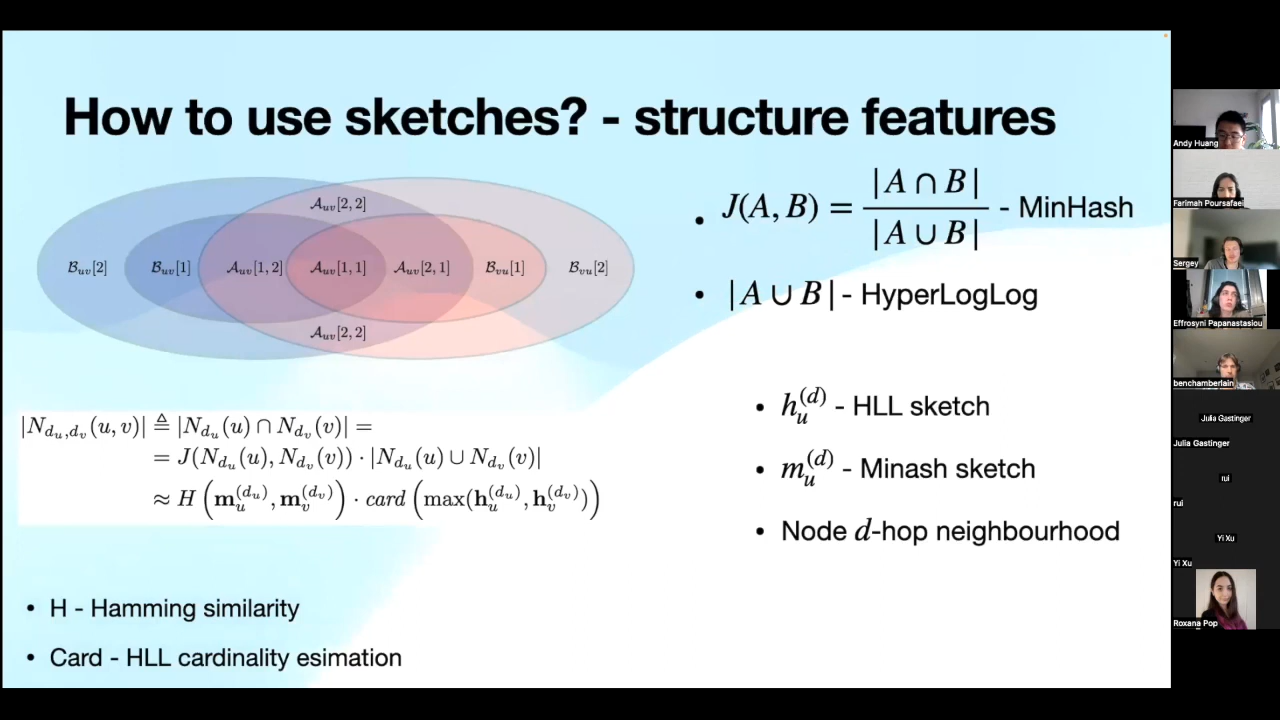 How to use sketches? - structure features
𝒜ᵤᵥ[2, 2]
ℬᵤᵥ[2] ℬᵤᵥ[1] 𝒜ᵤᵥ[1, 2] 𝒜ᵤᵥ[1, 1] 𝒜ᵤᵥ[2, 1] ℬᵥᵤ[1] ℬᵥᵤ[2]
𝒜ᵤᵥ[2, 2]
|N_{d_u,d_v}(u, v)| ≜ |N_{d_u}(u) ∩ N_{d_v}(v)| =
= J(N_{d_u}(u), N_{d_v}(v)) · |N_{d_u}(u) ∪ N_{d_v}(v)|
≈ H (m_u^{(d_u)}, m_v^{(d_v)}) · card (max(h_u^{(d_u)}, h_v^{(d_v)}))
• H - Hamming similarity
• Card - HLL cardinality esimation
• J(A, B) = |A ∩ B| / |A ∪ B| - MinHash
• |A ∪ B| - HyperLogLog
• h_u^{(d)} - HLL sketch
• m_u^{(d)} - Minash sketch
• Node d-hop neighbourhood
Andy Huang
Farimah Poursafaei
Sergey
Effrosyni Papanastasiou
benchamberlain
Julia Gastinger
Julia Gastinger
rui
rui
Yi Xu
Yi Xu
Roxana Pop